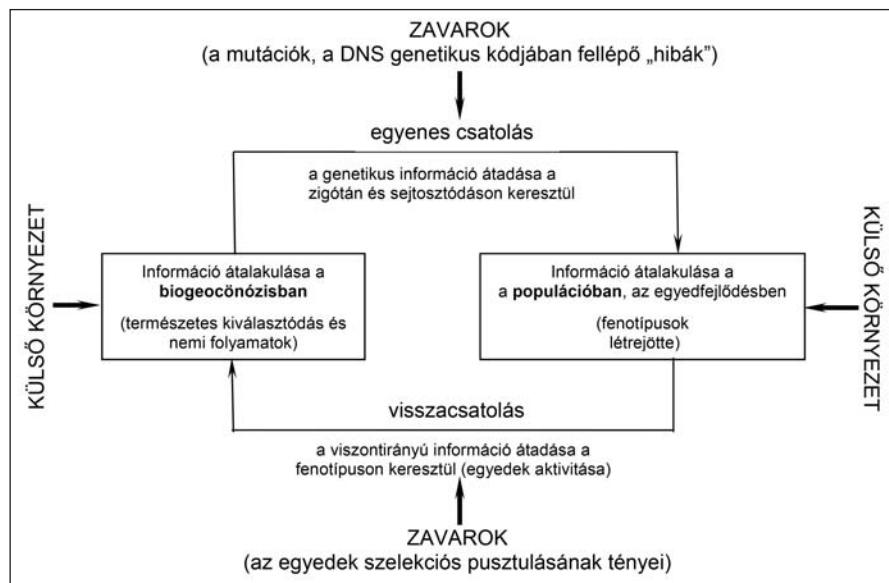 ZAVAROK
(a mutációk, a DNS genetikus kódjában fellépő „hibák”)
egyenes csatolás
a genetikus információ átadása a
zigótán és sejtosztódáson keresztül
KÜLSŐ KÖRNYEZET
Információ átalakulása a
biogeocönózisban
(természetes kiválasztódás és
nemi folyamatok)
Információ átalakulása a
a populációban, az egyedfejlődésben
(fenotípusok
létrejötte)
KÜLSŐ KÖRNYEZET
visszacsatolás
a viszontirányú információ átadása a
fenotípuson keresztül (egyedek aktivitása)
ZAVAROK
(az egyedek szelekciós pusztulásának tényei)